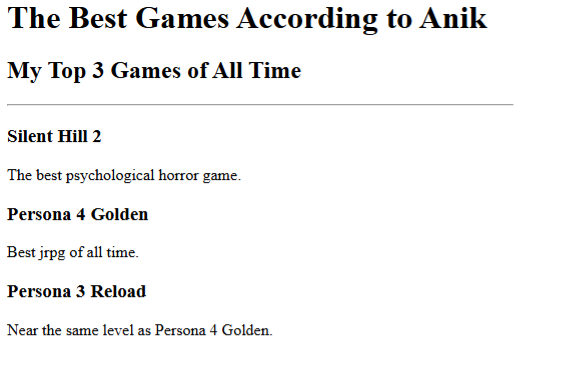 The Best Games According to Anik
My Top 3 Games of All Time
Silent Hill 2
The best psychological horror game.
Persona 4 Golden
Best jrpg of all time.
Persona 3 Reload
Near the same level as Persona 4 Golden.